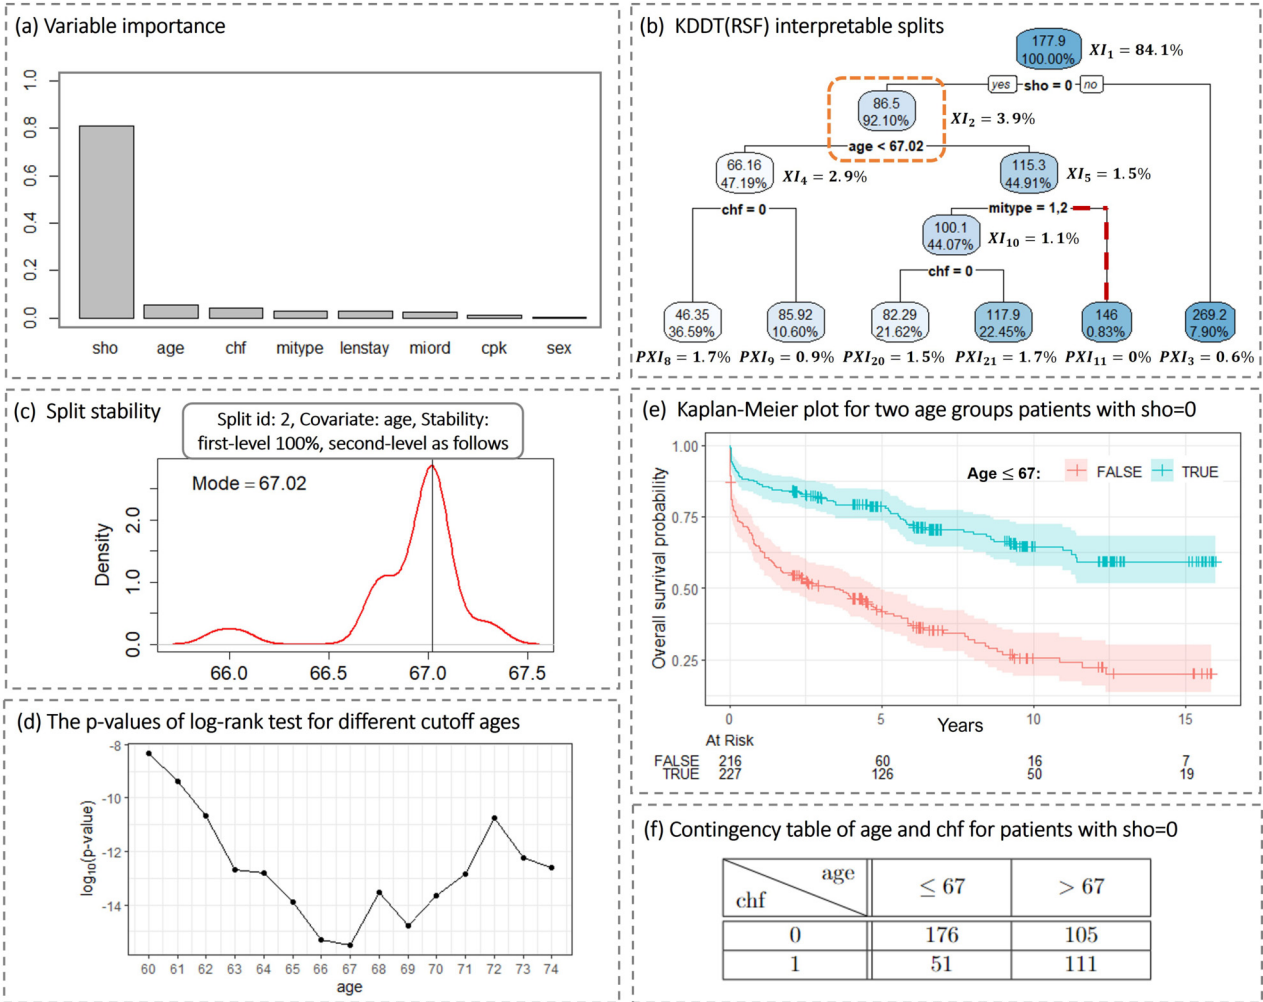 (a) Variable importance
1.0
0.8
0.6
0.4
0.2
0.0
sho age chf mitype lenstay miord cpk sex
(b) KDDT(RSF) interpretable splits
177.9
100.00%
XI₁ = 84.1%
yes sho = 0 no
86.5
92.10%
XI₂ = 3.9%
age < 67.02
66.16
47.19%
XI₄ = 2.9%
115.3
44.91%
XI₅ = 1.5%
chf = 0
mitype = 1,2
100.1
44.07%
XI₁₀ = 1.1%
chf = 0
46.35 85.92 82.29 117.9 146 269.2
36.59% 10.60% 21.62% 22.45% 0.83% 7.90%
PXI₈ = 1.7% PXI₉ = 0.9% PXI₂₀ = 1.5% PXI₂₁ = 1.7% PXI₁₁ = 0% PXI₃ = 0.6%
(c) Split stability
Split id: 2, Covariate: age, Stability:
first-level 100%, second-level as follows
Mode = 67.02
Density
2.0
1.0
0.0
66.0 66.5 67.0 67.5
(d) The p-values of log-rank test for different cutoff ages
log₁₀(p-value)
-8
-10
-12
-14
60 61 62 63 64 65 66 67 68 69 70 71 72 73 74
age
(e) Kaplan-Meier plot for two age groups patients with sho=0
Overall survival probability
1.00
0.75
0.50
0.25
Age ≤ 67: FALSE TRUE
0 5 10 15
Years
At Risk
FALSE 216 60 16 7
TRUE 227 126 50 19
(f) Contingency table of age and chf for patients with sho=0
age
chf
≤ 67 > 67
0 176 105
1 51 111